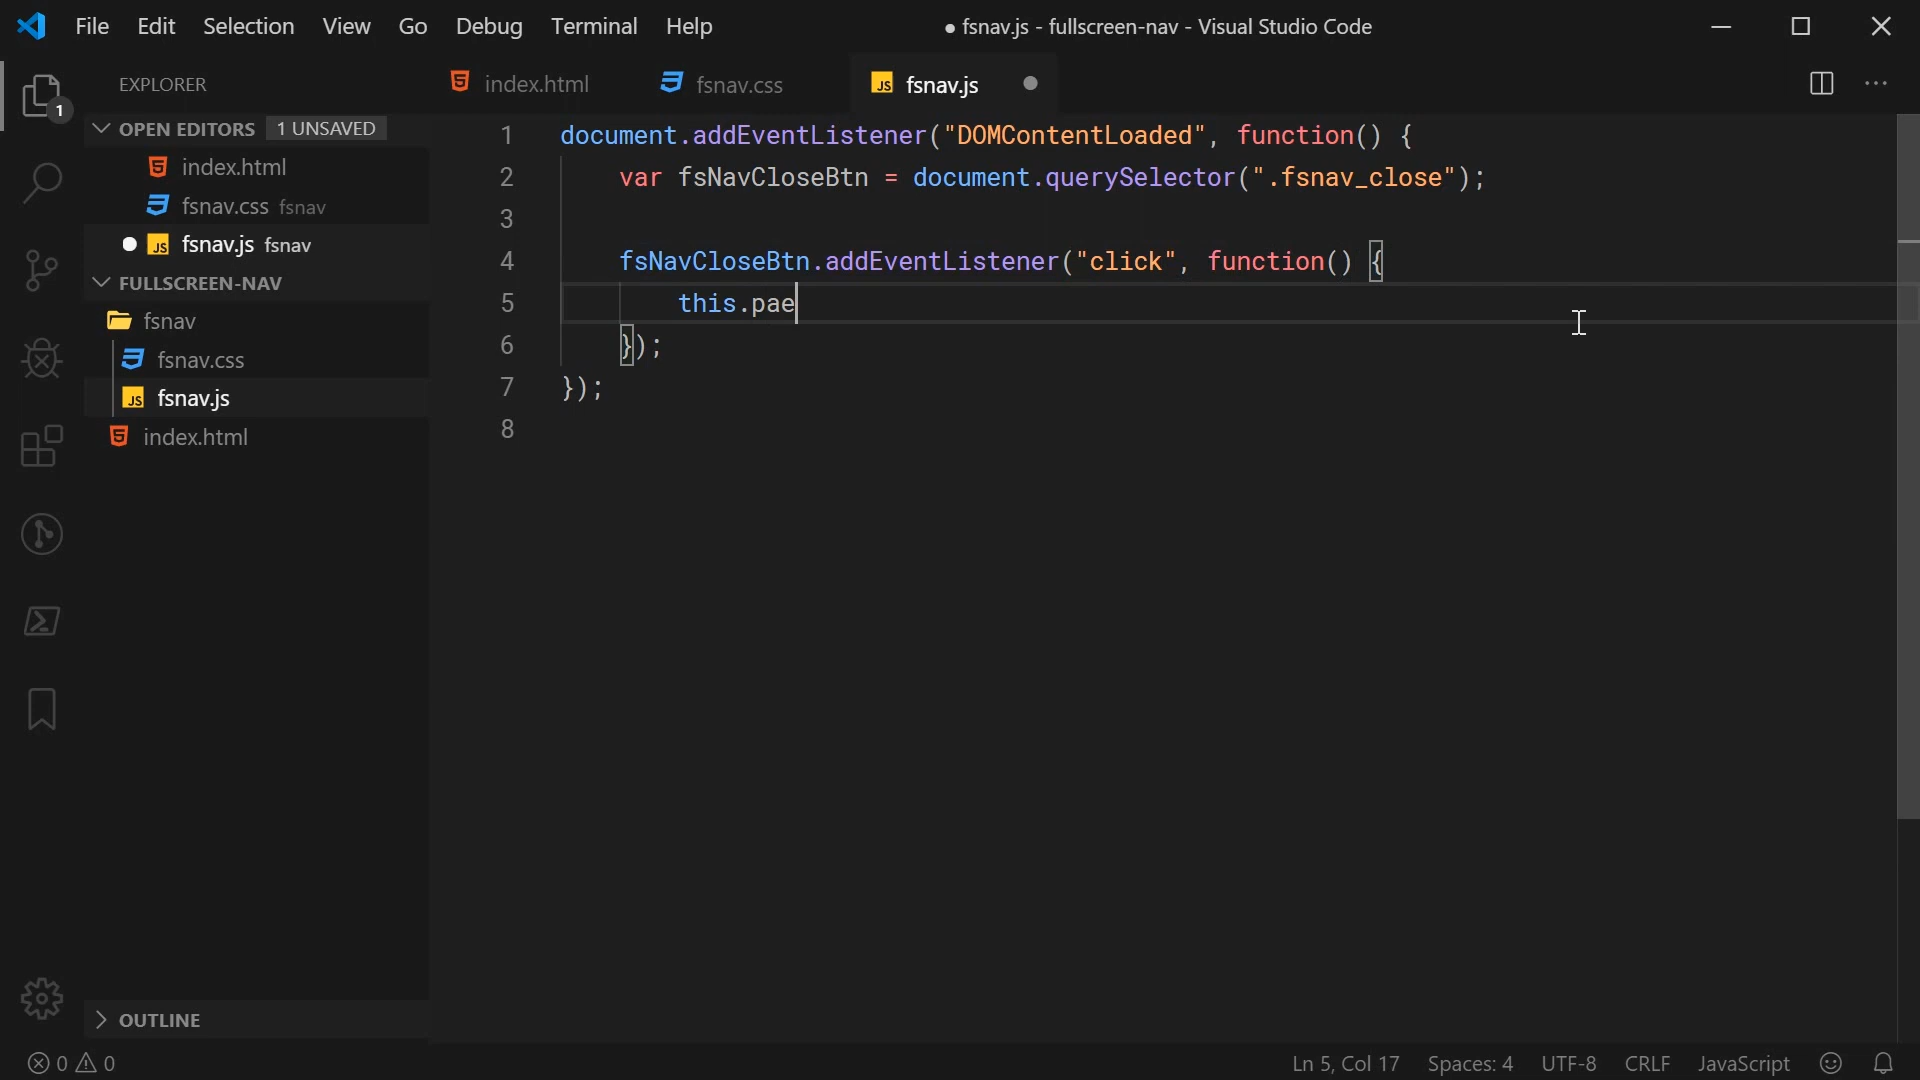 File Edit Selection View Go Debug Terminal Help
● fsnav.js - fullscreen-nav - Visual Studio Code
1
EXPLORER
OPEN EDITORS 1 UNSAVED
index.html
fsnav.css fsnav
● JS fsnav.js fsnav
FULLSCREEN-NAV
fsnav
fsnav.css
JS fsnav.js
index.html
OUTLINE
index.html fsnav.css JS fsnav.js
1 document.addEventListener("DOMContentLoaded", function() {
2 var fsNavCloseBtn = document.querySelector(".fsnav_close");
3
4 fsNavCloseBtn.addEventListener("click", function() {
5 this.pae
6 });
7 });
8
0 0 Ln 5, Col 17 Spaces: 4 UTF-8 CRLF JavaScript